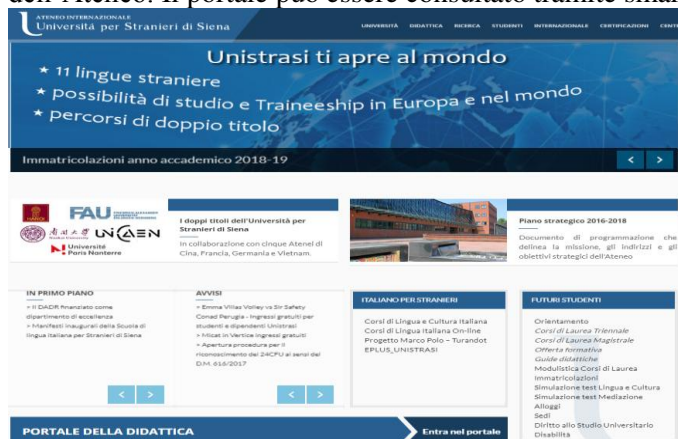 dell'Ateneo. Il portale può essere consultato tramite smar
ATENEO INTERNAZIONALE
Università per Stranieri di Siena
UNIVERSITÀ DIDATTICA RICERCA STUDENTI INTERNAZIONALE CERTIFICAZIONI CENT
Unistrasi ti apre al mondo
* 11 lingue straniere
* possibilità di studio e Traineeship in Europa e nel mondo
* percorsi di doppio titolo
Immatricolazioni anno accademico 2018-19
< >
HANOI
FAU
南开大学
UNICAEN
Université
Paris Nanterre
I doppi titoli dell'Università per
Stranieri di Siena
In collaborazione con cinque Atenei di
Cina, Francia, Germania e Vietnam.
Piano strategico 2016-2018
Documento di programmazione che
delinea la missione, gli indirizzi e gli
obiettivi strategici dell'Ateneo
IN PRIMO PIANO
» Il DADR finanziato come
dipartimento di eccellenza
» Manifesti inaugurali della Scuola di
lingua italiana per Stranieri di Siena
< >
AVVISI
» Emma Villas Volley vs Sir Safety
Conad Perugia - Ingressi gratuiti per
studenti e dipendenti Unistrasi
» Micat in Vertice ingressi gratuiti
» Apertura procedura per il
riconoscimento dei 24CFU ai sensi del
D.M. 616/2017
< >
ITALIANO PER STRANIERI
Corsi di Lingua e Cultura Italiana
Corsi di Lingua Italiana On-line
Progetto Marco Polo - Turandot
EPLUS_UNISTRASI
FUTURI STUDENTI
Orientamento
Corsi di Laurea Triennale
Corsi di Laurea Magistrale
Offerta formativa
Guide didattiche
Modulistica Corsi di Laurea
Immatricolazioni
Simulazione test Lingua e Cultura
Simulazione test Mediazione
Alloggi
Sedi
Diritto allo Studio Universitario
Disabilità
PORTALE DELLA DIDATTICA
Entra nel portale